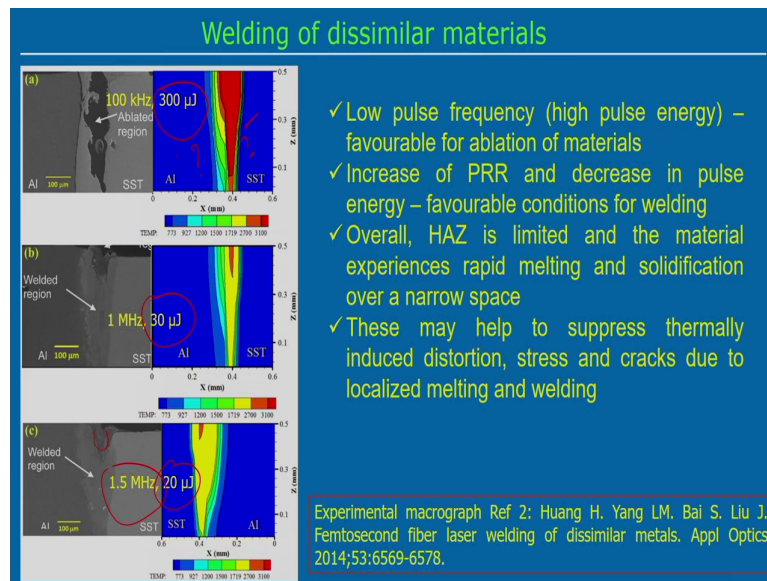 Welding of dissimilar materials
(a)
100 kHz, 300 µJ
Ablated
region
Al
SST
100 µm
Al
SST
0.5
0.3
0.1
Z (mm)
0 0.2 0.4 0.6
X (mm)
TEMP: 773 927 1200 1500 1719 2700 3100
(b)
Welded
region
1 MHz, 30 µJ
Al
SST
100 µm
Al
SST
0.5
0.3
0.1
Z (mm)
0 0.2 0.4 0.6
X (mm)
TEMP: 773 927 1200 1500 1719 2700 3100
(c)
Welded
region
1.5 MHz, 20 µJ
Al
SST
100 µm
SST
Al
0.5
0.3
0.1
Z (mm)
0.6 0.4 0.2 0
X (mm)
TEMP: 773 927 1200 1500 1719 2700 3100
✓Low pulse frequency (high pulse energy) –
favourable for ablation of materials
✓Increase of PRR and decrease in pulse
energy – favourable conditions for welding
✓Overall, HAZ is limited and the material
experiences rapid melting and solidification
over a narrow space
✓These may help to suppress thermally
induced distortion, stress and cracks due to
localized melting and welding
Experimental macrograph Ref 2: Huang H. Yang LM. Bai S. Liu J.
Femtosecond fiber laser welding of dissimilar metals. Appl Optics
2014;53:6569-6578.